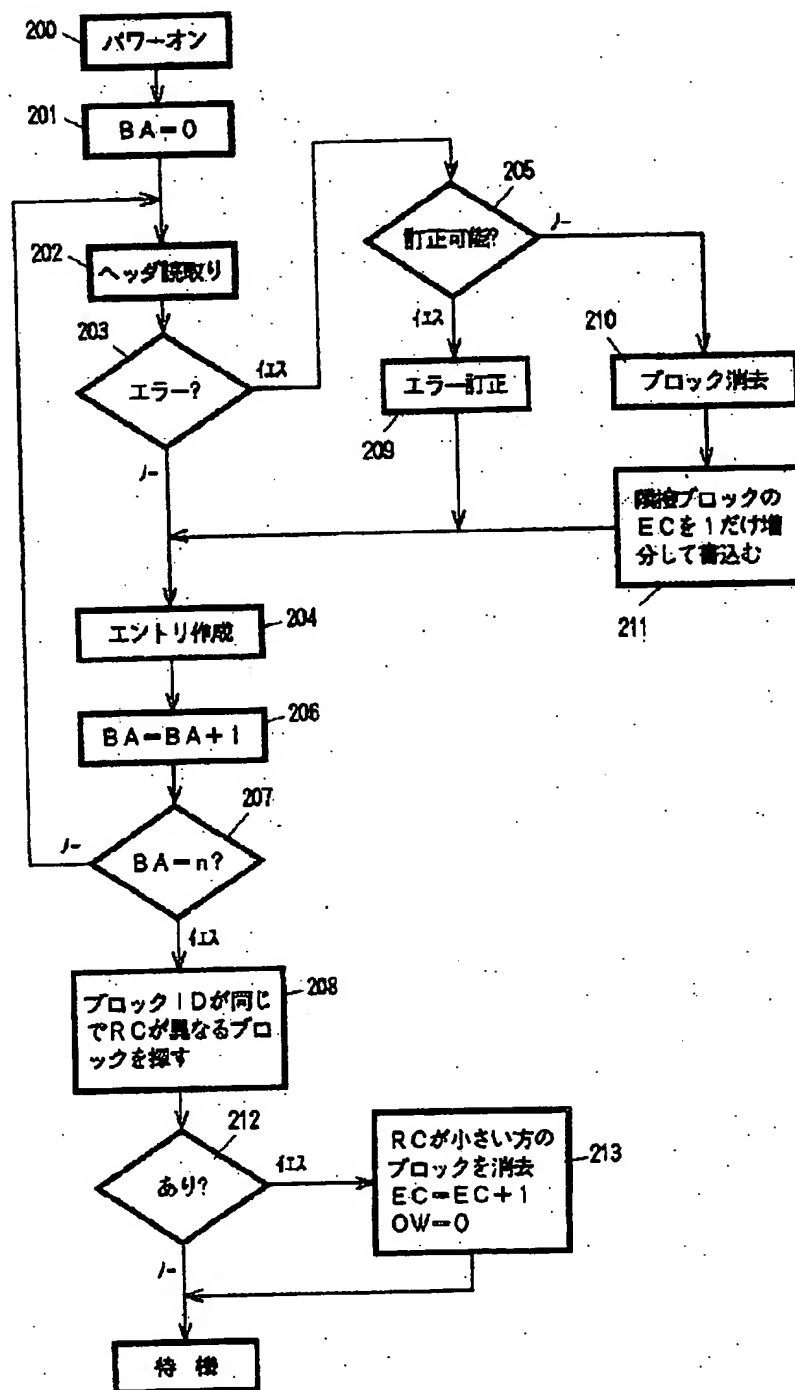 200
パワーオン
201
BA=0
202
ヘッダ読取り
203
エラー?
イエス
ノー
205
訂正可能?
ノー
イエス
エラー訂正
209
210
ブロック消去
隣接ブロックの
ECを1だけ増
分して書込む
211
エントリ作成
204
BA=BA+1
206
207
BA=n?
ノー
イエス
ブロックIDが同じ
でRCが異なるブロ
ックを探す
208
212
あり?
イエス
ノー
RCが小さい方の
ブロックを消去
EC=EC+1
OW=0
213
待機